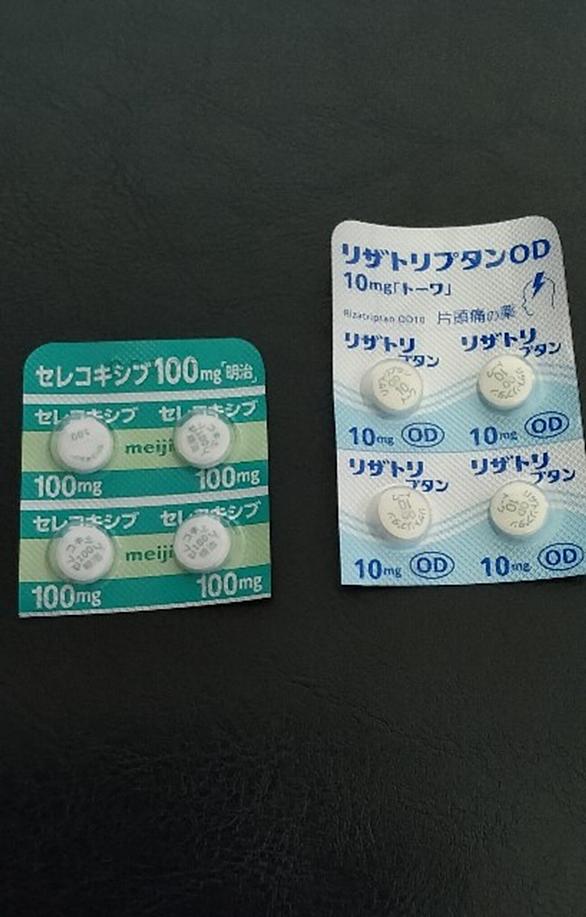 セレコキシブ100mg「明治」
セレコキシブ
セレコキシブ
meiji
100mg
100mg
セレコキシブ
セレコキシブ
meiji
100mg
100mg
リザトリプタンOD
10mg「トーワ」
Rizatriptan OD10 片頭痛の薬
リザトリプタン
リザトリプタン
10mg OD
10mg OD
リザトリプタン
リザトリプタン
10mg OD
10mg OD